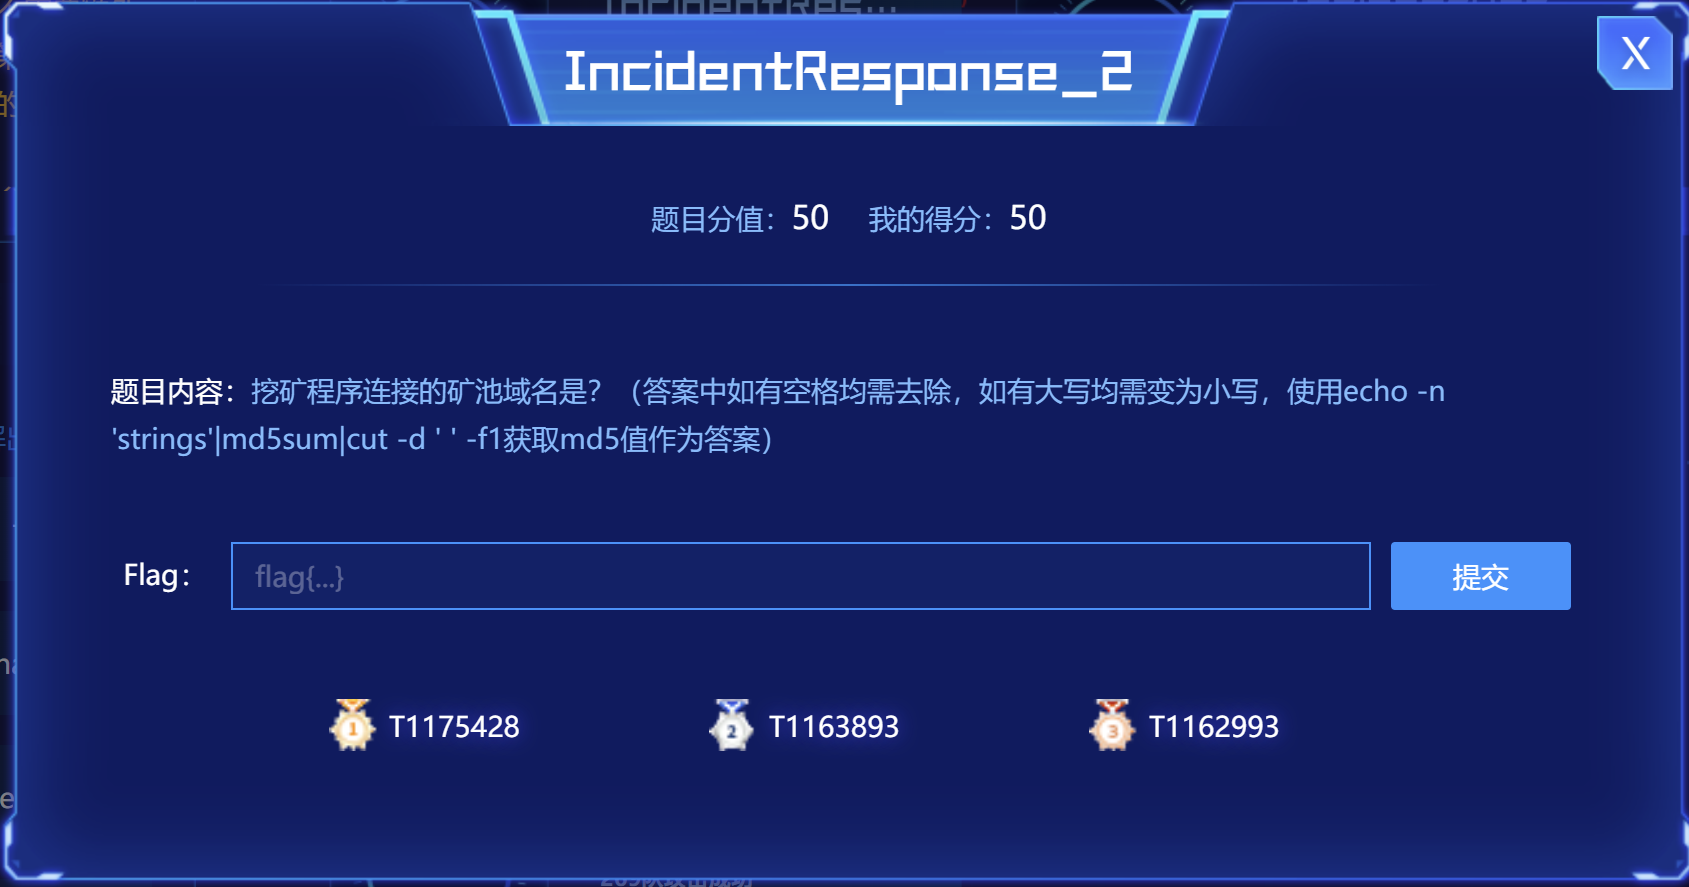 IncidentRes...
IncidentResponse_2
X
题目分值：50 我的得分：50
题目内容：挖矿程序连接的矿池域名是？（答案中如有空格均需去除，如有大写均需变为小写，使用echo -n
'strings'|md5sum|cut -d ' ' -f1获取md5值作为答案）
Flag：
flag{...}
提交
1 T1175428
2 T1163893
3 T1162993